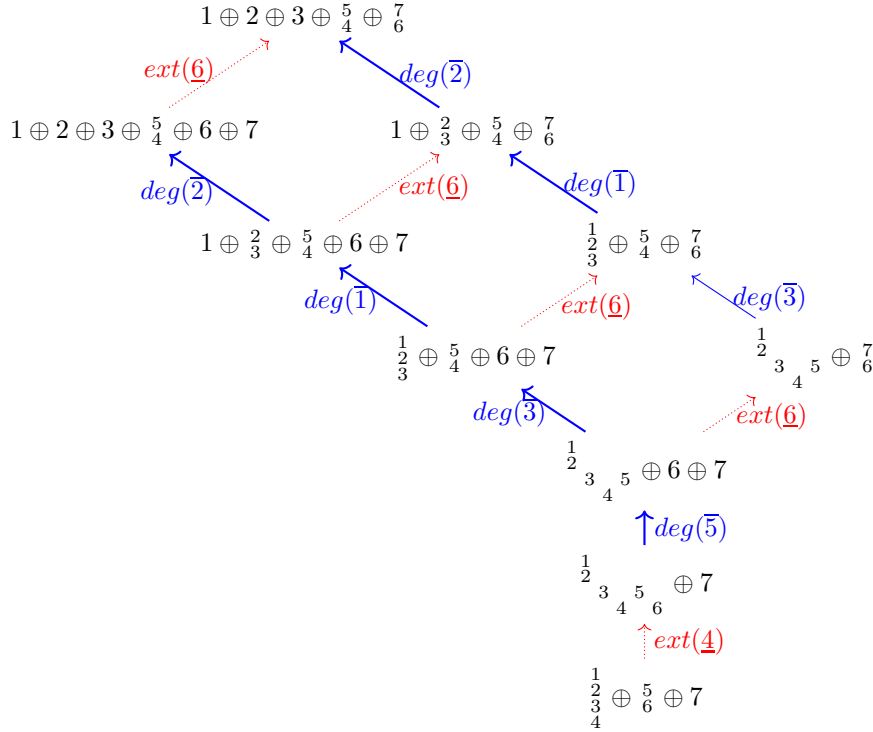 1 ⊕ 2 ⊕ 3 ⊕ 5/4 ⊕ 7/6
ext(6̲) deg(2̅)
1 ⊕ 2 ⊕ 3 ⊕ 5/4 ⊕ 6 ⊕ 7 1 ⊕ 2/3 ⊕ 5/4 ⊕ 7/6
deg(2̅) ext(6̲) deg(1̅)
1 ⊕ 2/3 ⊕ 5/4 ⊕ 6 ⊕ 7 1/2/3 ⊕ 5/4 ⊕ 7/6
deg(1̅) ext(6̲) deg(3̅)
1/2/3 ⊕ 5/4 ⊕ 6 ⊕ 7 1 2 3 4 5 ⊕ 7/6
deg(3̅) ext(6̲)
1 2 3 4 5 ⊕ 6 ⊕ 7
deg(5̅)
1 2 3 4 5 6 ⊕ 7
ext(4̲)
1/2/3/4 ⊕ 5/6 ⊕ 7